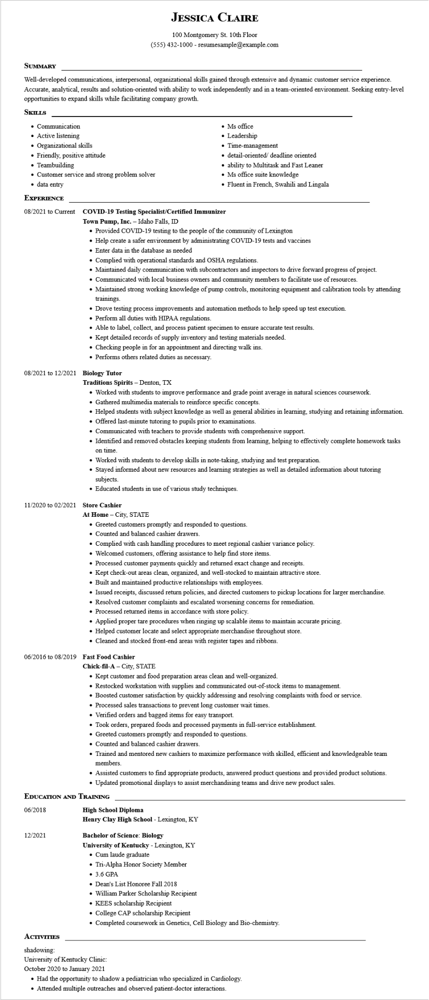 Jessica Claire
100 Montgomery St. 10th Floor
(555) 432-1000 - resumesample@example.com
Summary
Well-developed communications, interpersonal, organizational skills gained through extensive and dynamic customer service experience.
Accurate, analytical, results and solution-oriented with ability to work independently and in a team-oriented environment. Seeking entry-level
opportunities to expand skills while facilitating company growth.
Skills
• Communication
• Active listening
• Organizational skills
• Friendly, positive attitude
• Teambuilding
• Customer service and strong problem solver
• data entry
• Ms office
• Leadership
• Time-management
• detail-oriented/ deadline oriented
• ability to Multitask and Fast Leaner
• Ms office suite knowledge
• Fluent in French, Swahili and Lingala
Experience
08/2021 to Current COVID-19 Testing Specialist/Certified Immunizer
Town Pump, Inc. – Idaho Falls, ID
• Provided COVID-19 testing to the people of the community of Lexington
• Help create a safer environment by administrating COVID-19 tests and vaccines
• Enter data in the database as needed
• Complied with operational standards and OSHA regulations.
• Maintained daily communication with subcontractors and inspectors to drive forward progress of project.
• Communicated with local business owners and community members to facilitate use of resources.
• Maintained strong working knowledge of pump controls, monitoring equipment and calibration tools by attending
trainings.
• Drove testing process improvements and automation methods to help speed up test execution.
• Perform all duties with HIPAA regulations.
• Able to label, collect, and process patient specimen to ensure accurate test results.
• Kept detailed records of supply inventory and testing materials needed.
• Checking people in for an appointment and directing walk ins.
• Performs others related duties as necessary.
08/2021 to 12/2021 Biology Tutor
Traditions Spirits – Denton, TX
• Worked with students to improve performance and grade point average in natural sciences coursework.
• Gathered multimedia materials to reinforce specific concepts.
• Helped students with subject knowledge as well as general abilities in learning, studying and retaining information.
• Offered last-minute tutoring to pupils prior to examinations.
• Communicated with teachers to provide students with comprehensive support.
• Identified and removed obstacles keeping students from learning, helping to effectively complete homework tasks
on time.
• Worked with students to develop skills in note-taking, studying and test preparation.
• Stayed informed about new resources and learning strategies as well as detailed information about tutoring
subjects.
• Educated students in use of various study techniques.
11/2020 to 02/2021 Store Cashier
At Home – City, STATE
• Greeted customers promptly and responded to questions.
• Counted and balanced cashier drawers.
• Complied with cash handling procedures to meet regional cashier variance policy.
• Welcomed customers, offering assistance to help find store items.
• Processed customer payments quickly and returned exact change and receipts.
• Kept check-out areas clean, organized, and well-stocked to maintain attractive store.
• Built and maintained productive relationships with employees.
• Issued receipts, discussed return policies, and directed customers to pickup locations for larger merchandise.
• Resolved customer complaints and escalated worsening concerns for remediation.
• Processed returned items in accordance with store policy.
• Applied proper tare procedures when ringing up scalable items to maintain accurate pricing.
• Helped customer locate and select appropriate merchandise throughout store.
• Cleaned and stocked front-end areas with register tapes and ribbons.
06/2016 to 08/2019 Fast Food Cashier
Chick-fil-A – City, STATE
• Kept customer and food preparation areas clean and well-organized.
• Restocked workstation with supplies and communicated out-of-stock items to management.
• Boosted customer satisfaction by quickly addressing and resolving complaints with food or service.
• Processed sales transactions to prevent long customer wait times.
• Verified orders and bagged items for easy transport.
• Took orders, prepared foods and processed payments in full-service establishment.
• Greeted customers promptly and responded to questions.
• Counted and balanced cashier drawers.
• Trained and mentored new cashiers to maximize performance with skilled, efficient and knowledgeable team
members.
• Assisted customers to find appropriate products, answered product questions and provided product solutions.
• Updated promotional displays to assist merchandising teams and drive new product sales.
Education and Training
06/2018 High School Diploma
Henry Clay High School - Lexington, KY
12/2021 Bachelor of Science: Biology
University of Kentucky - Lexington, KY
• Cum laude graduate
• Tri-Alpha Honor Society Member
• 3.6 GPA
• Dean's List Honoree Fall 2018
• William Parker Scholarship Recipient
• KEES scholarship Recipient
• College CAP scholarship Recipient
• Completed coursework in Genetics, Cell Biology and Bio-chemistry.
Activities
shadowing:
University of Kentucky Clinic:
October 2020 to January 2021
• Had the opportunity to shadow a pediatrician who specialized in Cardiology.
• Attended multiple outreaches and observed patient-doctor interactions.